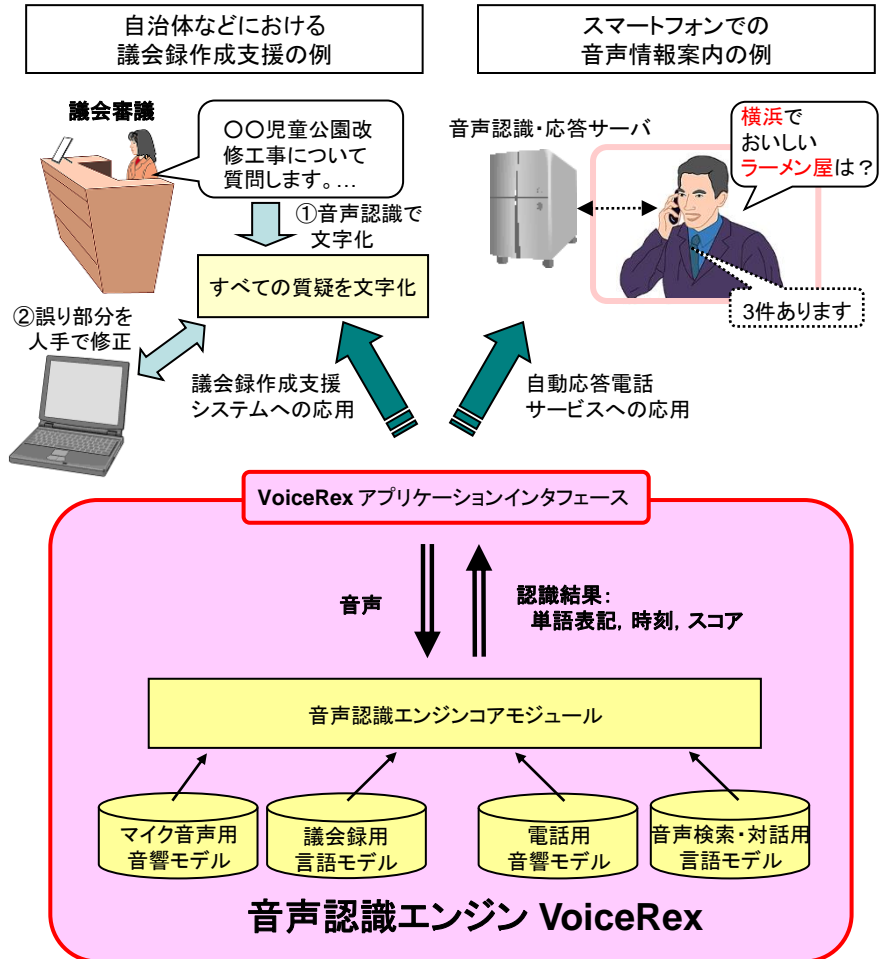 自治体などにおける
議会録作成支援の例
スマートフォンでの
音声情報案内の例
議会審議
〇〇児童公園改
修工事について
質問します。…
①音声認識で
文字化
すべての質疑を文字化
②誤り部分を
人手で修正
議会録作成支援
システムへの応用
音声認識・応答サーバ
横浜で
おいしい
ラーメン屋は？
3件あります
自動応答電話
サービスへの応用
VoiceRex アプリケーションインタフェース
音声
認識結果：
単語表記，時刻，スコア
音声認識エンジンコアモジュール
マイク音声用
音響モデル
議会録用
言語モデル
電話用
音響モデル
音声検索・対話用
言語モデル
音声認識エンジン VoiceRex